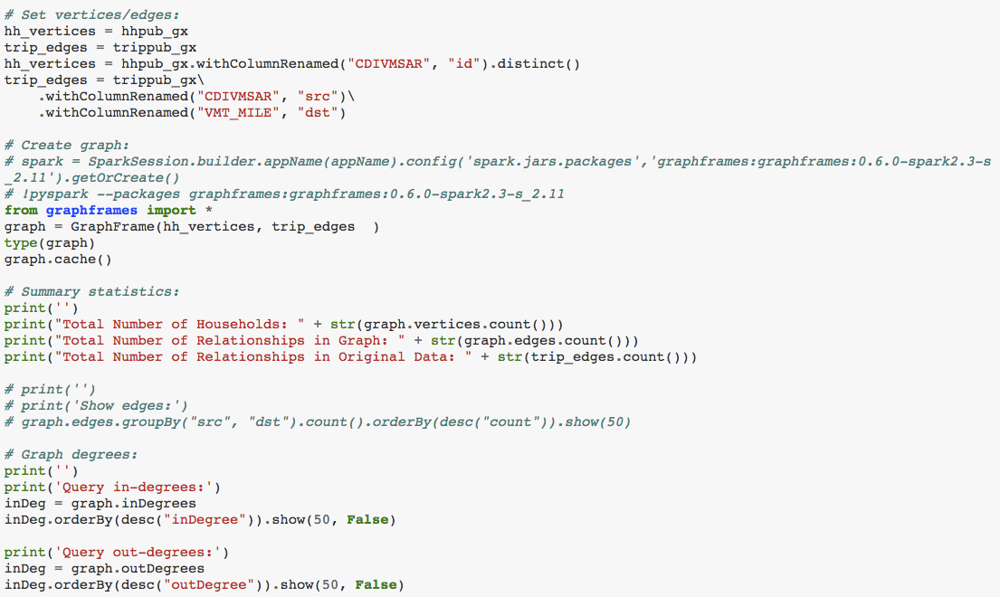 # Set vertices/edges:
hh_vertices = hhpub_gx
trip_edges = trippub_gx
hh_vertices = hhpub_gx.withColumnRenamed("CDIVMSAR", "id").distinct()
trip_edges = trippub_gx\
    .withColumnRenamed("CDIVMSAR", "src")\
    .withColumnRenamed("VMT_MILE", "dst")

# Create graph:
# spark = SparkSession.builder.appName(appName).config('spark.jars.packages','graphframes:graphframes:0.6.0-spark2.3-s
_2.11').getOrCreate()
# !pyspark --packages graphframes:graphframes:0.6.0-spark2.3-s_2.11
from graphframes import *
graph = GraphFrame(hh_vertices, trip_edges  )
type(graph)
graph.cache()

# Summary statistics:
print('')
print("Total Number of Households: " + str(graph.vertices.count()))
print("Total Number of Relationships in Graph: " + str(graph.edges.count()))
print("Total Number of Relationships in Original Data: " + str(trip_edges.count()))

# print('')
# print('Show edges:')
# graph.edges.groupBy("src", "dst").count().orderBy(desc("count")).show(50)

# Graph degrees:
print('')
print('Query in-degrees:')
inDeg = graph.inDegrees
inDeg.orderBy(desc("inDegree")).show(50, False)

print('Query out-degrees:')
inDeg = graph.outDegrees
inDeg.orderBy(desc("outDegree")).show(50, False)